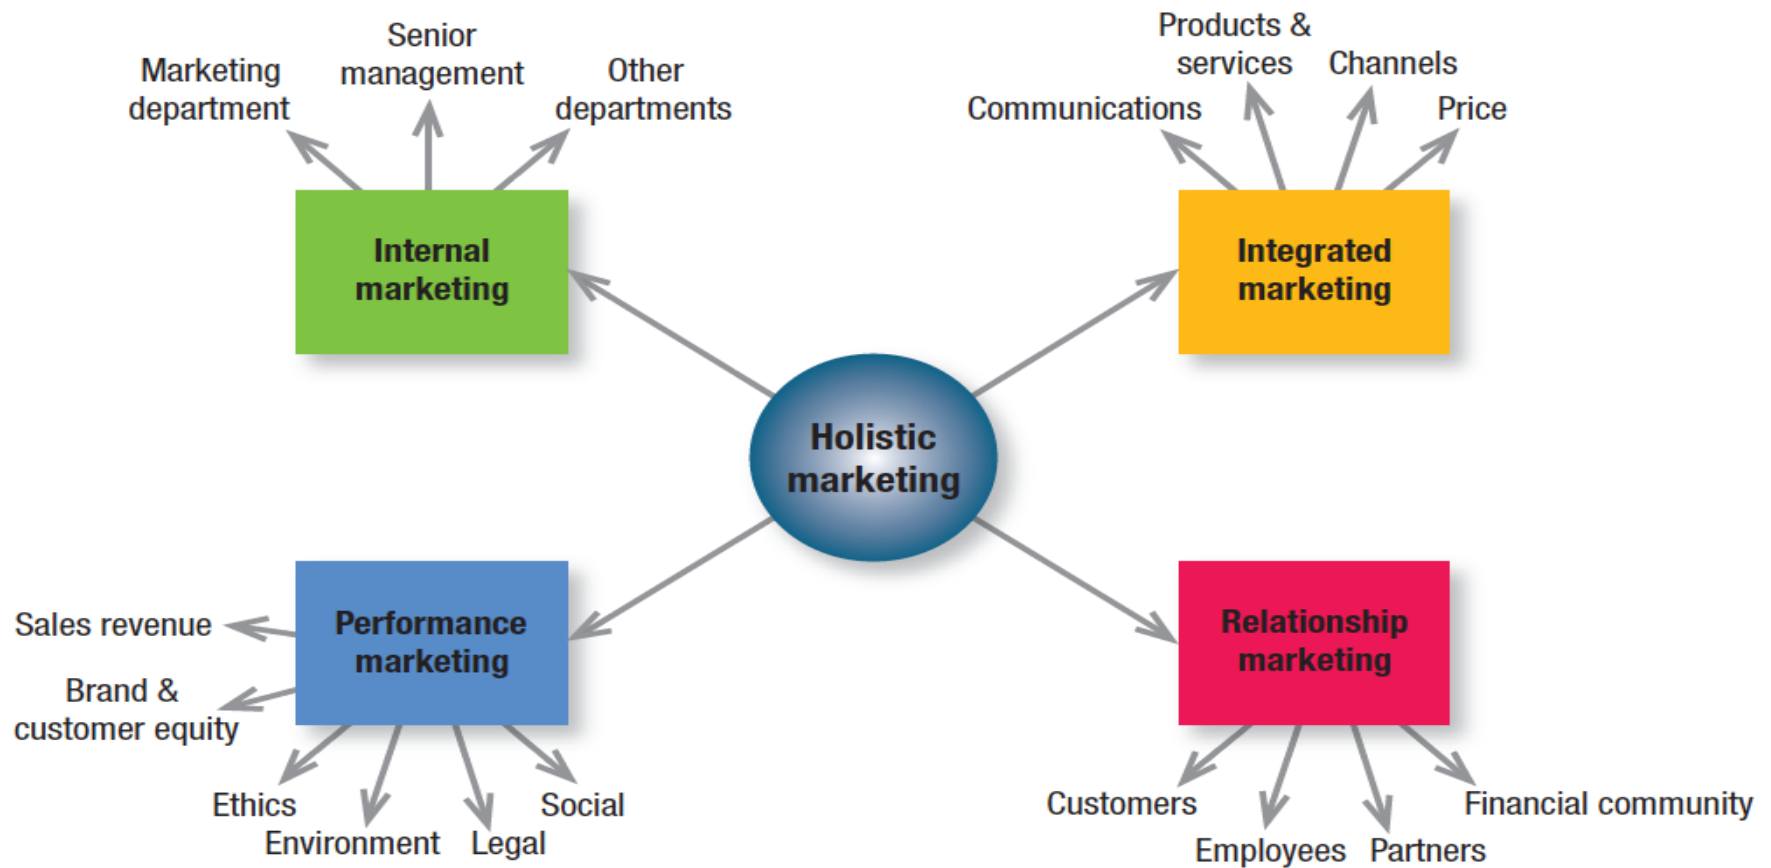 Senior
management
Marketing
department
Other
departments
Products &
services
Channels
Communications
Price
Internal
marketing
Integrated
marketing
Holistic
marketing
Performance
marketing
Sales revenue
Brand &
customer equity
Ethics
Environment
Legal
Social
Relationship
marketing
Customers
Employees
Partners
Financial community